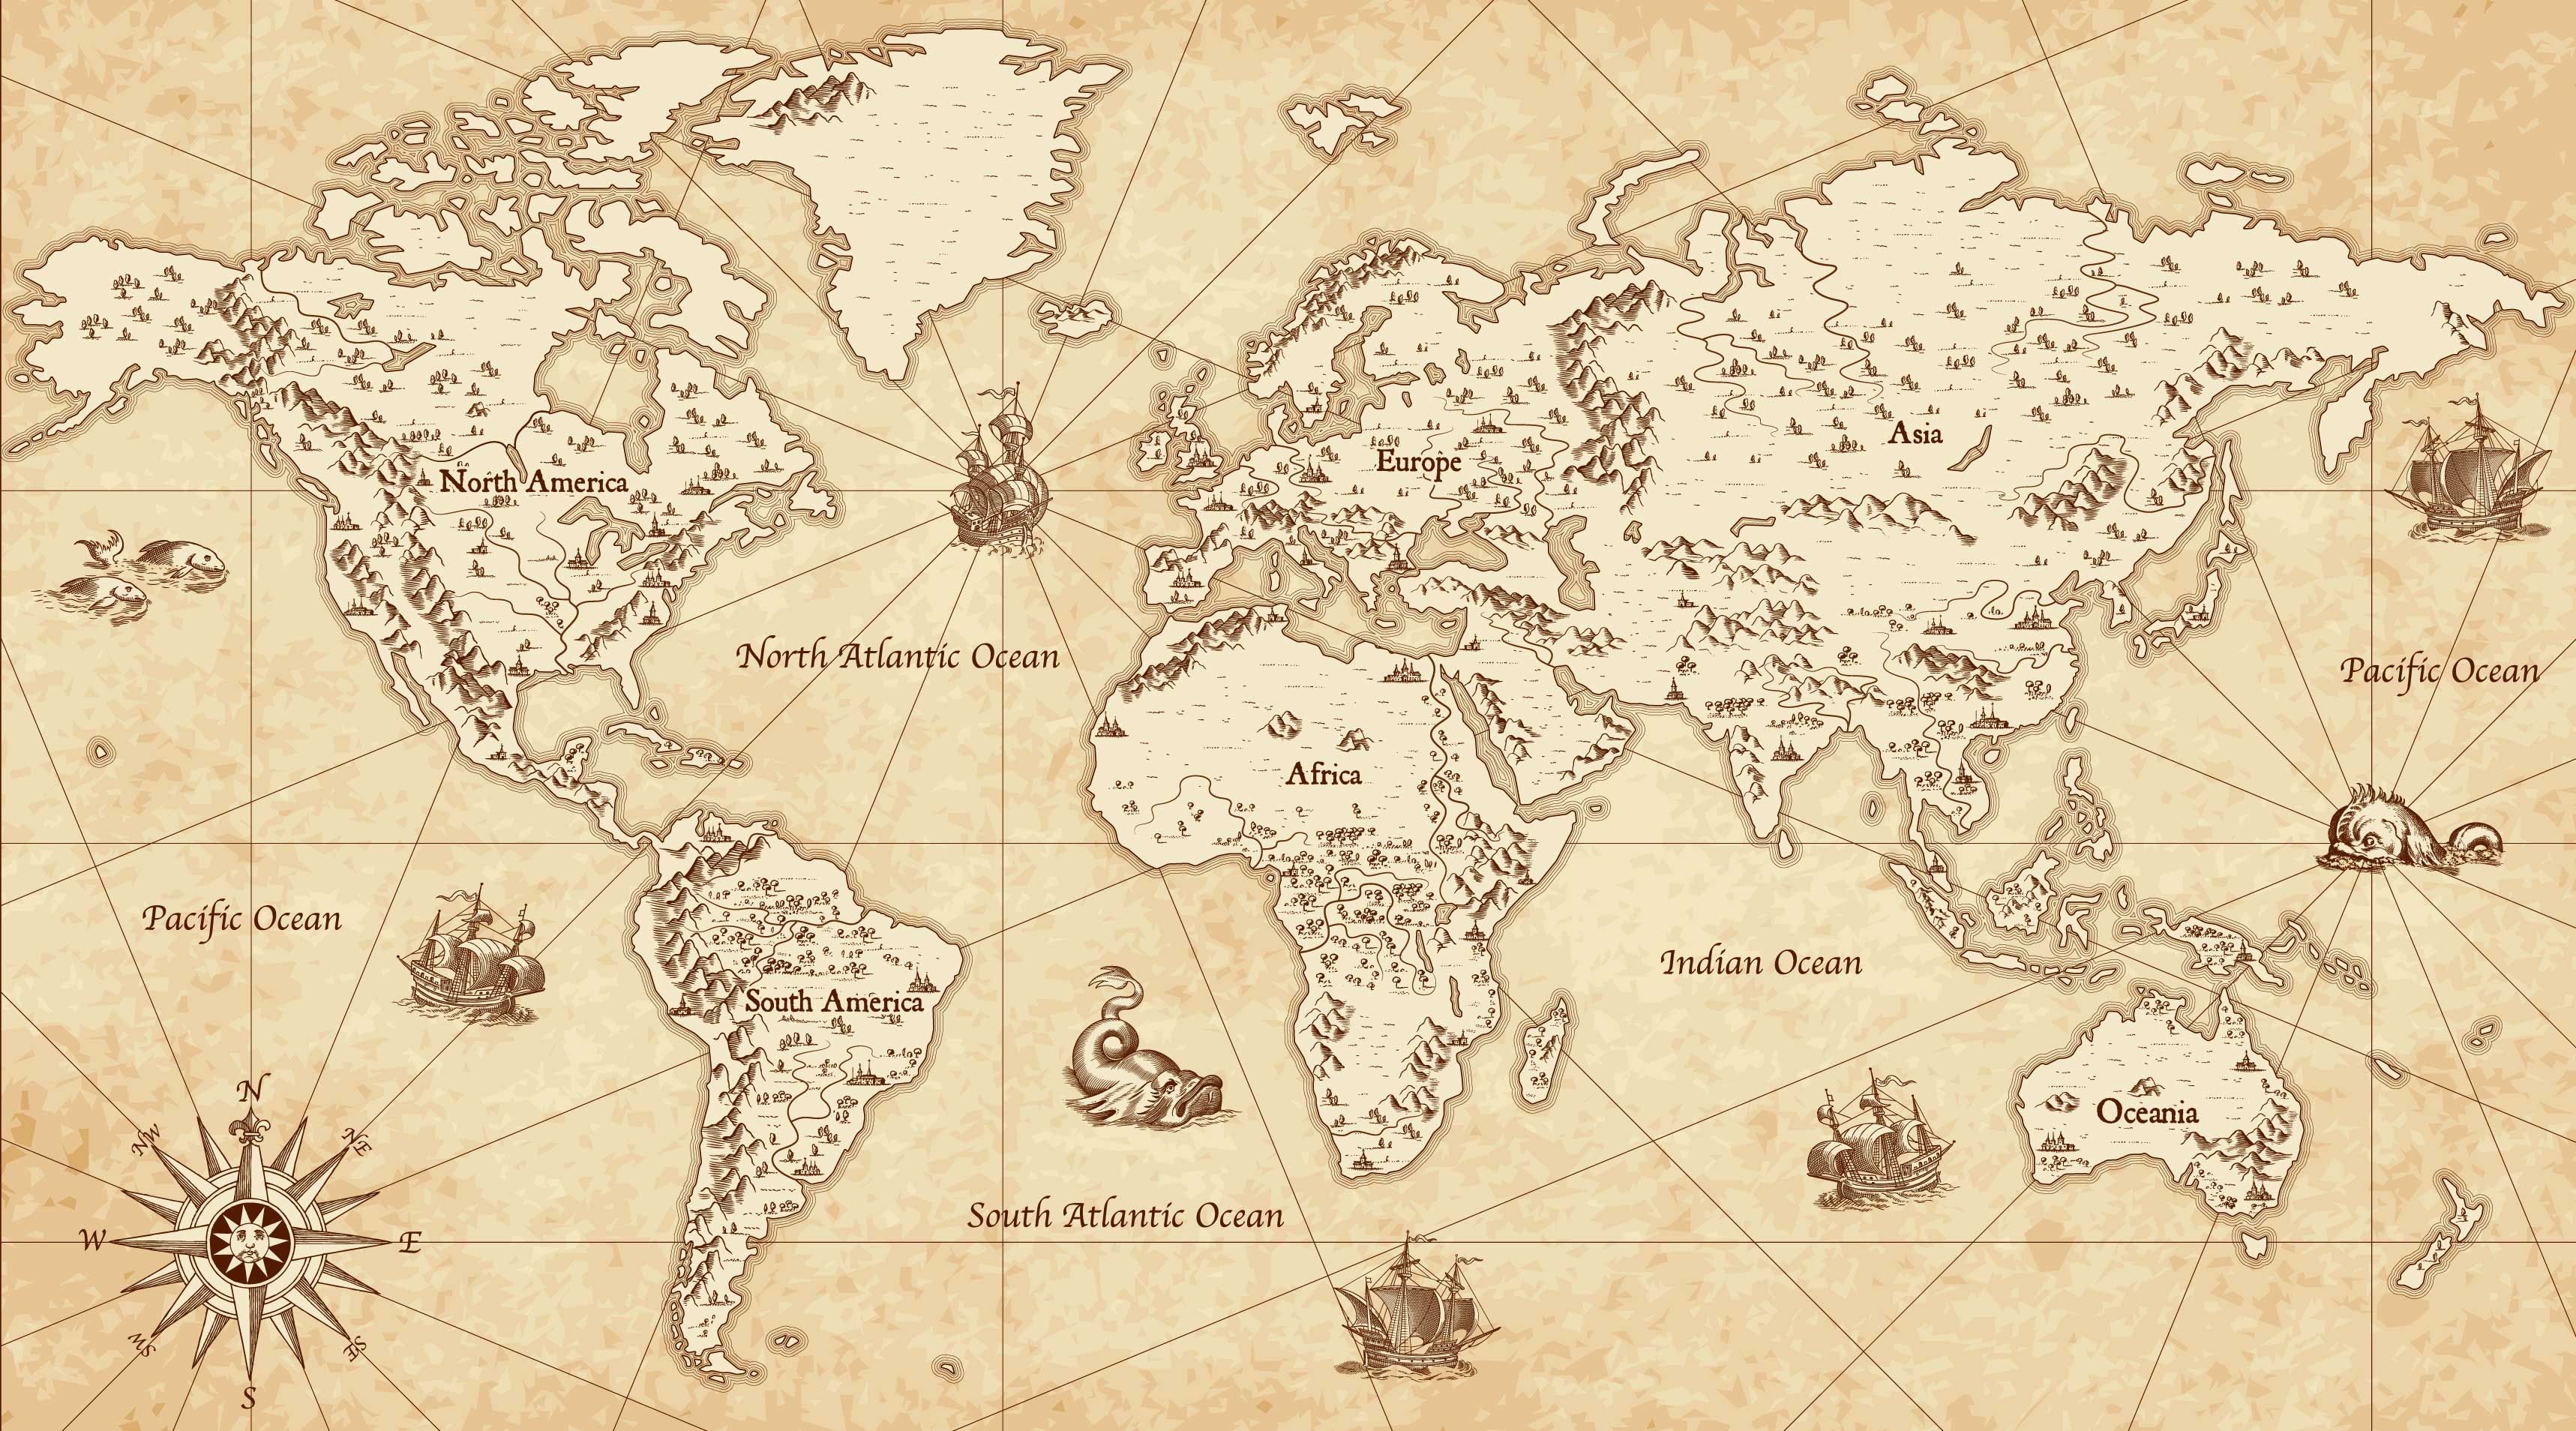 North America
Europe
Asia
North Atlantic Ocean
Pacific Ocean
Africa
Pacific Ocean
Indian Ocean
South America
Oceania
South Atlantic Ocean
N
NW
NE
W
E
SW
SE
S